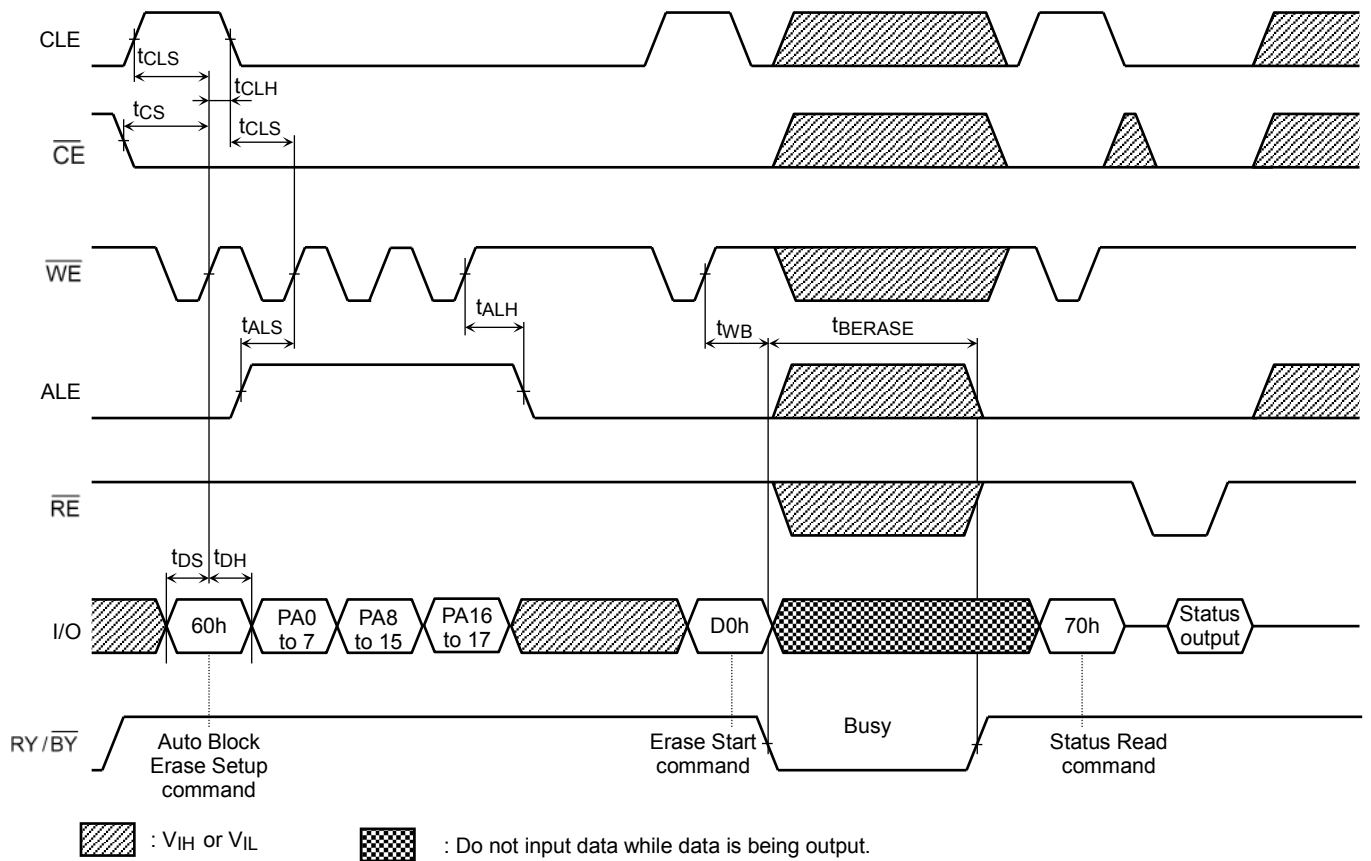 CLE
tCLS
tCLH
tCS
tCLS
CE
WE
tALS
tALH
tWB
tBERASE
ALE
RE
tDS
tDH
I/O
60h
PA0
to 7
PA8
to 15
PA16
to 17
D0h
70h
Status
output
RY/BY
Busy
Auto Block
Erase Setup
command
Erase Start
command
Status Read
command
: VIH or VIL
: Do not input data while data is being output.